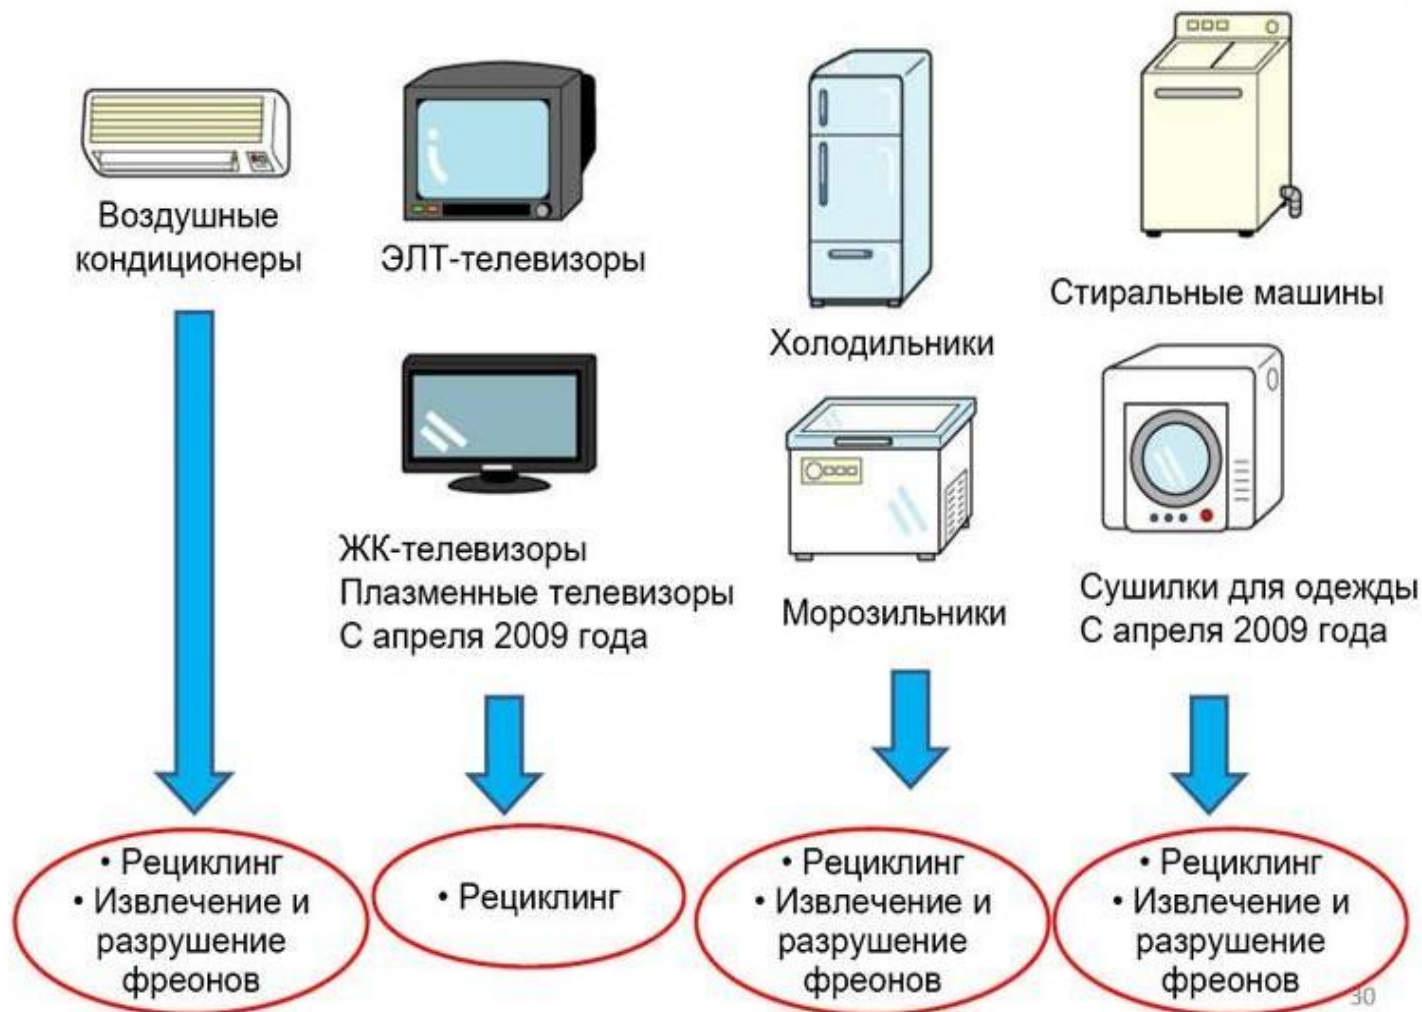 Воздушные
кондиционеры
ЭЛТ-телевизоры
ЖК-телевизоры
Плазменные телевизоры
С апреля 2009 года
Холодильники
Морозильники
Стиральные машины
Сушилки для одежды
С апреля 2009 года
• Рециклинг
• Извлечение и
разрушение
фреонов
• Рециклинг
• Рециклинг
• Извлечение и
разрушение
фреонов
• Рециклинг
• Извлечение и
разрушение
фреонов
30